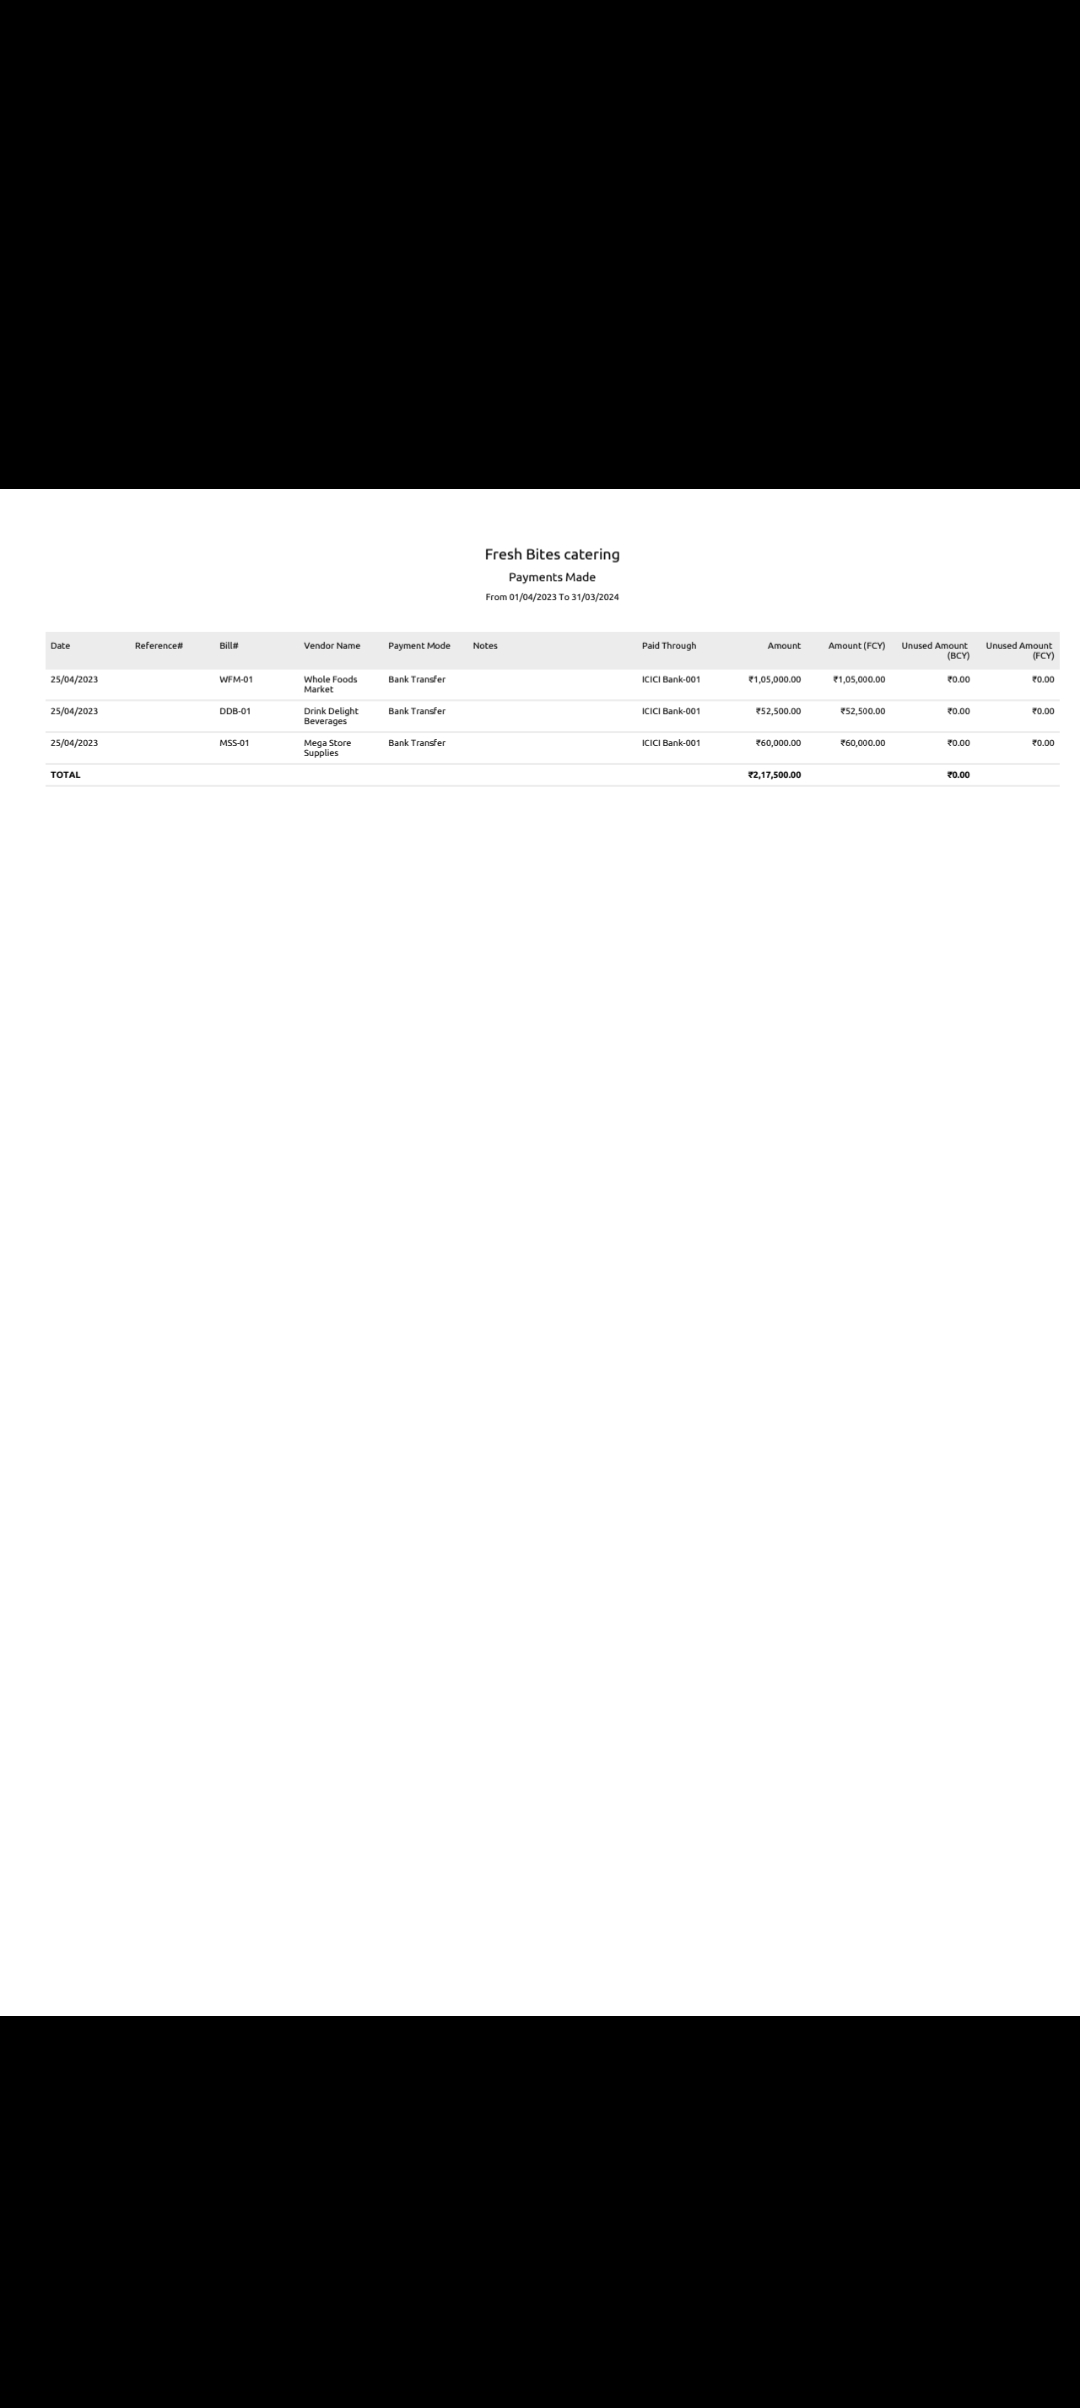 Fresh Bites catering
Payments Made
From 01/04/2023 To 31/03/2024
Date Reference# Bill# Vendor Name Payment Mode Notes Paid Through Amount Amount (FCY) Unused Amount (BCY) Unused Amount (FCY)
25/04/2023 WFM-01 Whole Foods Market Bank Transfer ICICI Bank-001 ₹1,05,000.00 ₹1,05,000.00 ₹0.00 ₹0.00
25/04/2023 DDB-01 Drink Delight Beverages Bank Transfer ICICI Bank-001 ₹52,500.00 ₹52,500.00 ₹0.00 ₹0.00
25/04/2023 MSS-01 Mega Store Supplies Bank Transfer ICICI Bank-001 ₹60,000.00 ₹60,000.00 ₹0.00 ₹0.00
TOTAL ₹2,17,500.00 ₹0.00